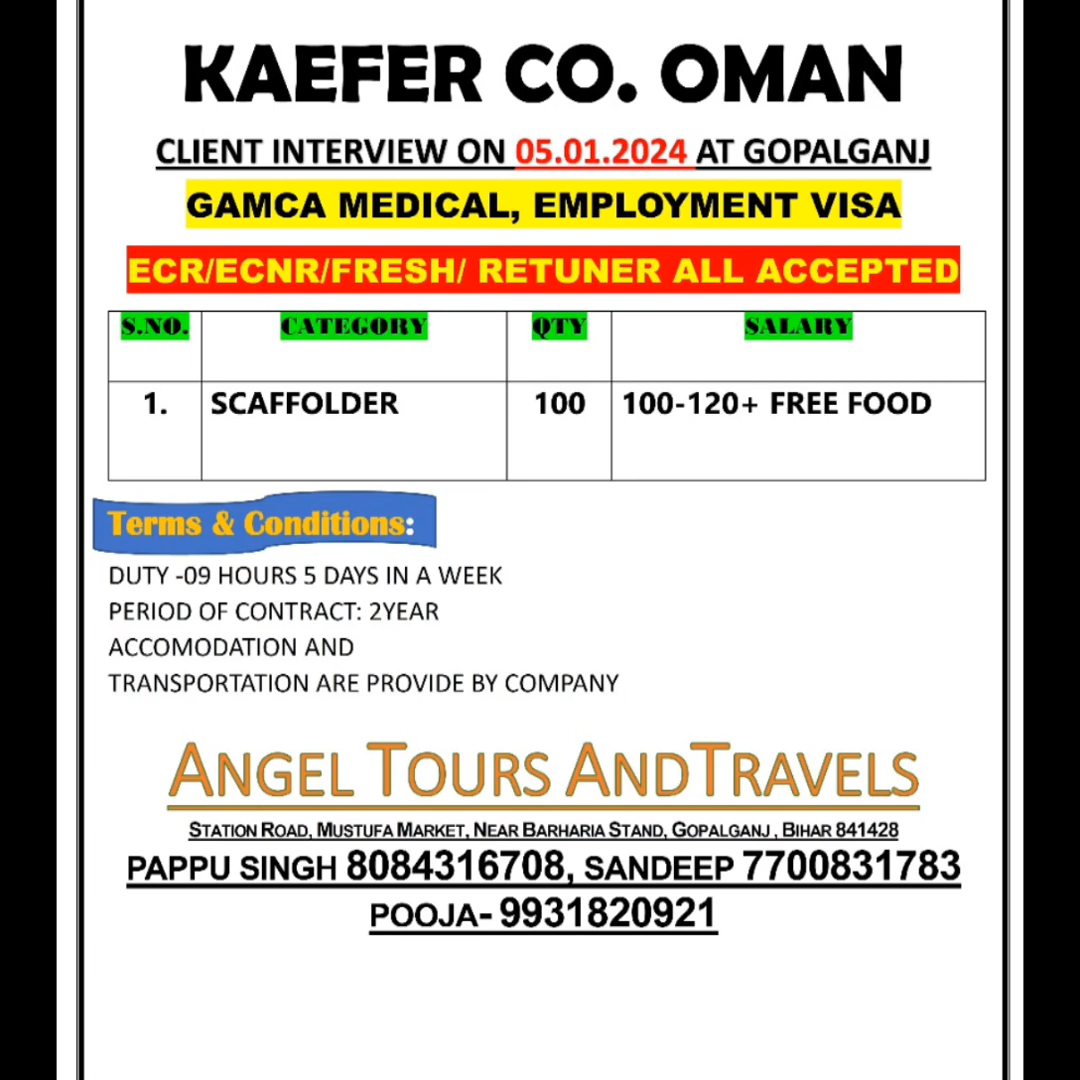 KAEFER CO. OMAN
CLIENT INTERVIEW ON 05.01.2024 AT GOPALGANJ
GAMCA MEDICAL, EMPLOYMENT VISA
ECR/ECNR/FRESH/ RETUNER ALL ACCEPTED
S.NO. CATEGORY QTY SALARY
1. SCAFFOLDER 100 100-120+ FREE FOOD
Terms & Conditions:
DUTY -09 HOURS 5 DAYS IN A WEEK
PERIOD OF CONTRACT: 2YEAR
ACCOMODATION AND
TRANSPORTATION ARE PROVIDE BY COMPANY
ANGEL TOURS ANDTRAVELS
STATION ROAD, MUSTUFA MARKET, NEAR BARHARIA STAND, GOPALGANJ , BIHAR 841428
PAPPU SINGH 8084316708, SANDEEP 7700831783
POOJA- 9931820921